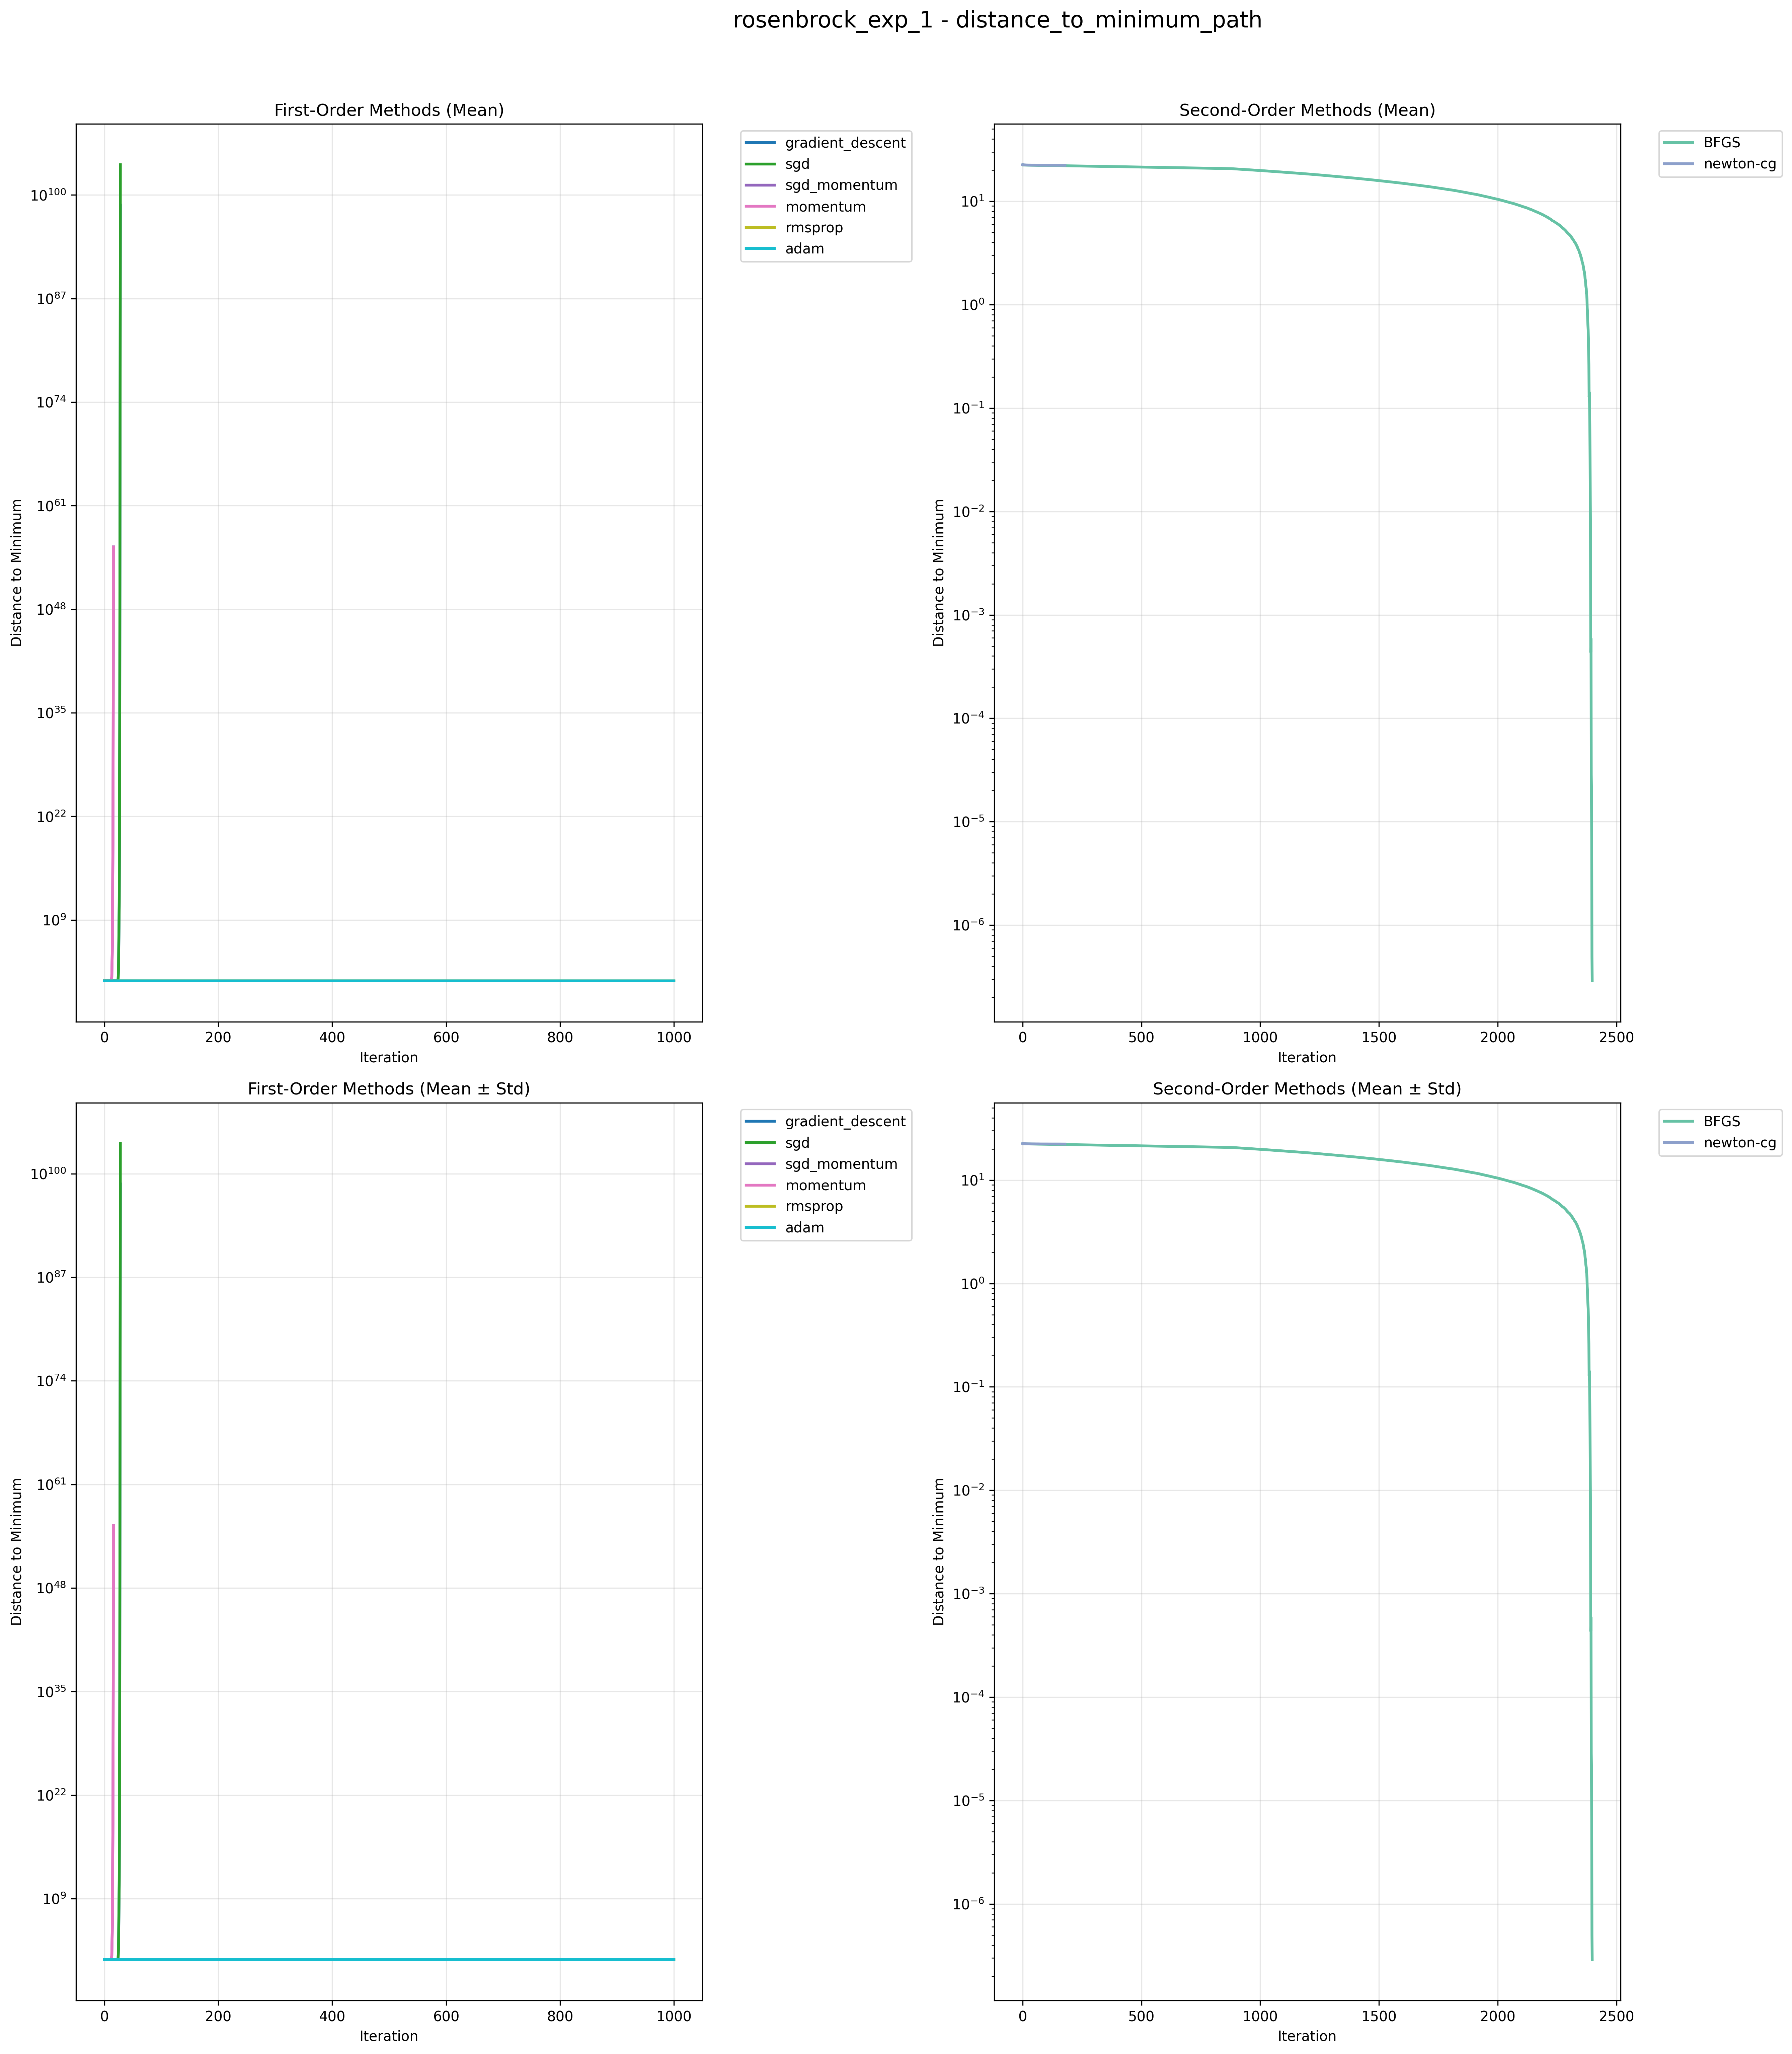 rosenbrock_exp_1 - distance_to_minimum_path
First-Order Methods (Mean)
Distance to Minimum
10^100
10^87
10^74
10^61
10^48
10^35
10^22
10^9
0 200 400 600 800 1000
Iteration
gradient_descent
sgd
sgd_momentum
momentum
rmsprop
adam
Second-Order Methods (Mean)
Distance to Minimum
10^1
10^0
10^−1
10^−2
10^−3
10^−4
10^−5
10^−6
0 500 1000 1500 2000 2500
Iteration
BFGS
newton-cg
First-Order Methods (Mean ± Std)
Distance to Minimum
10^100
10^87
10^74
10^61
10^48
10^35
10^22
10^9
0 200 400 600 800 1000
Iteration
gradient_descent
sgd
sgd_momentum
momentum
rmsprop
adam
Second-Order Methods (Mean ± Std)
Distance to Minimum
10^1
10^0
10^−1
10^−2
10^−3
10^−4
10^−5
10^−6
0 500 1000 1500 2000 2500
Iteration
BFGS
newton-cg